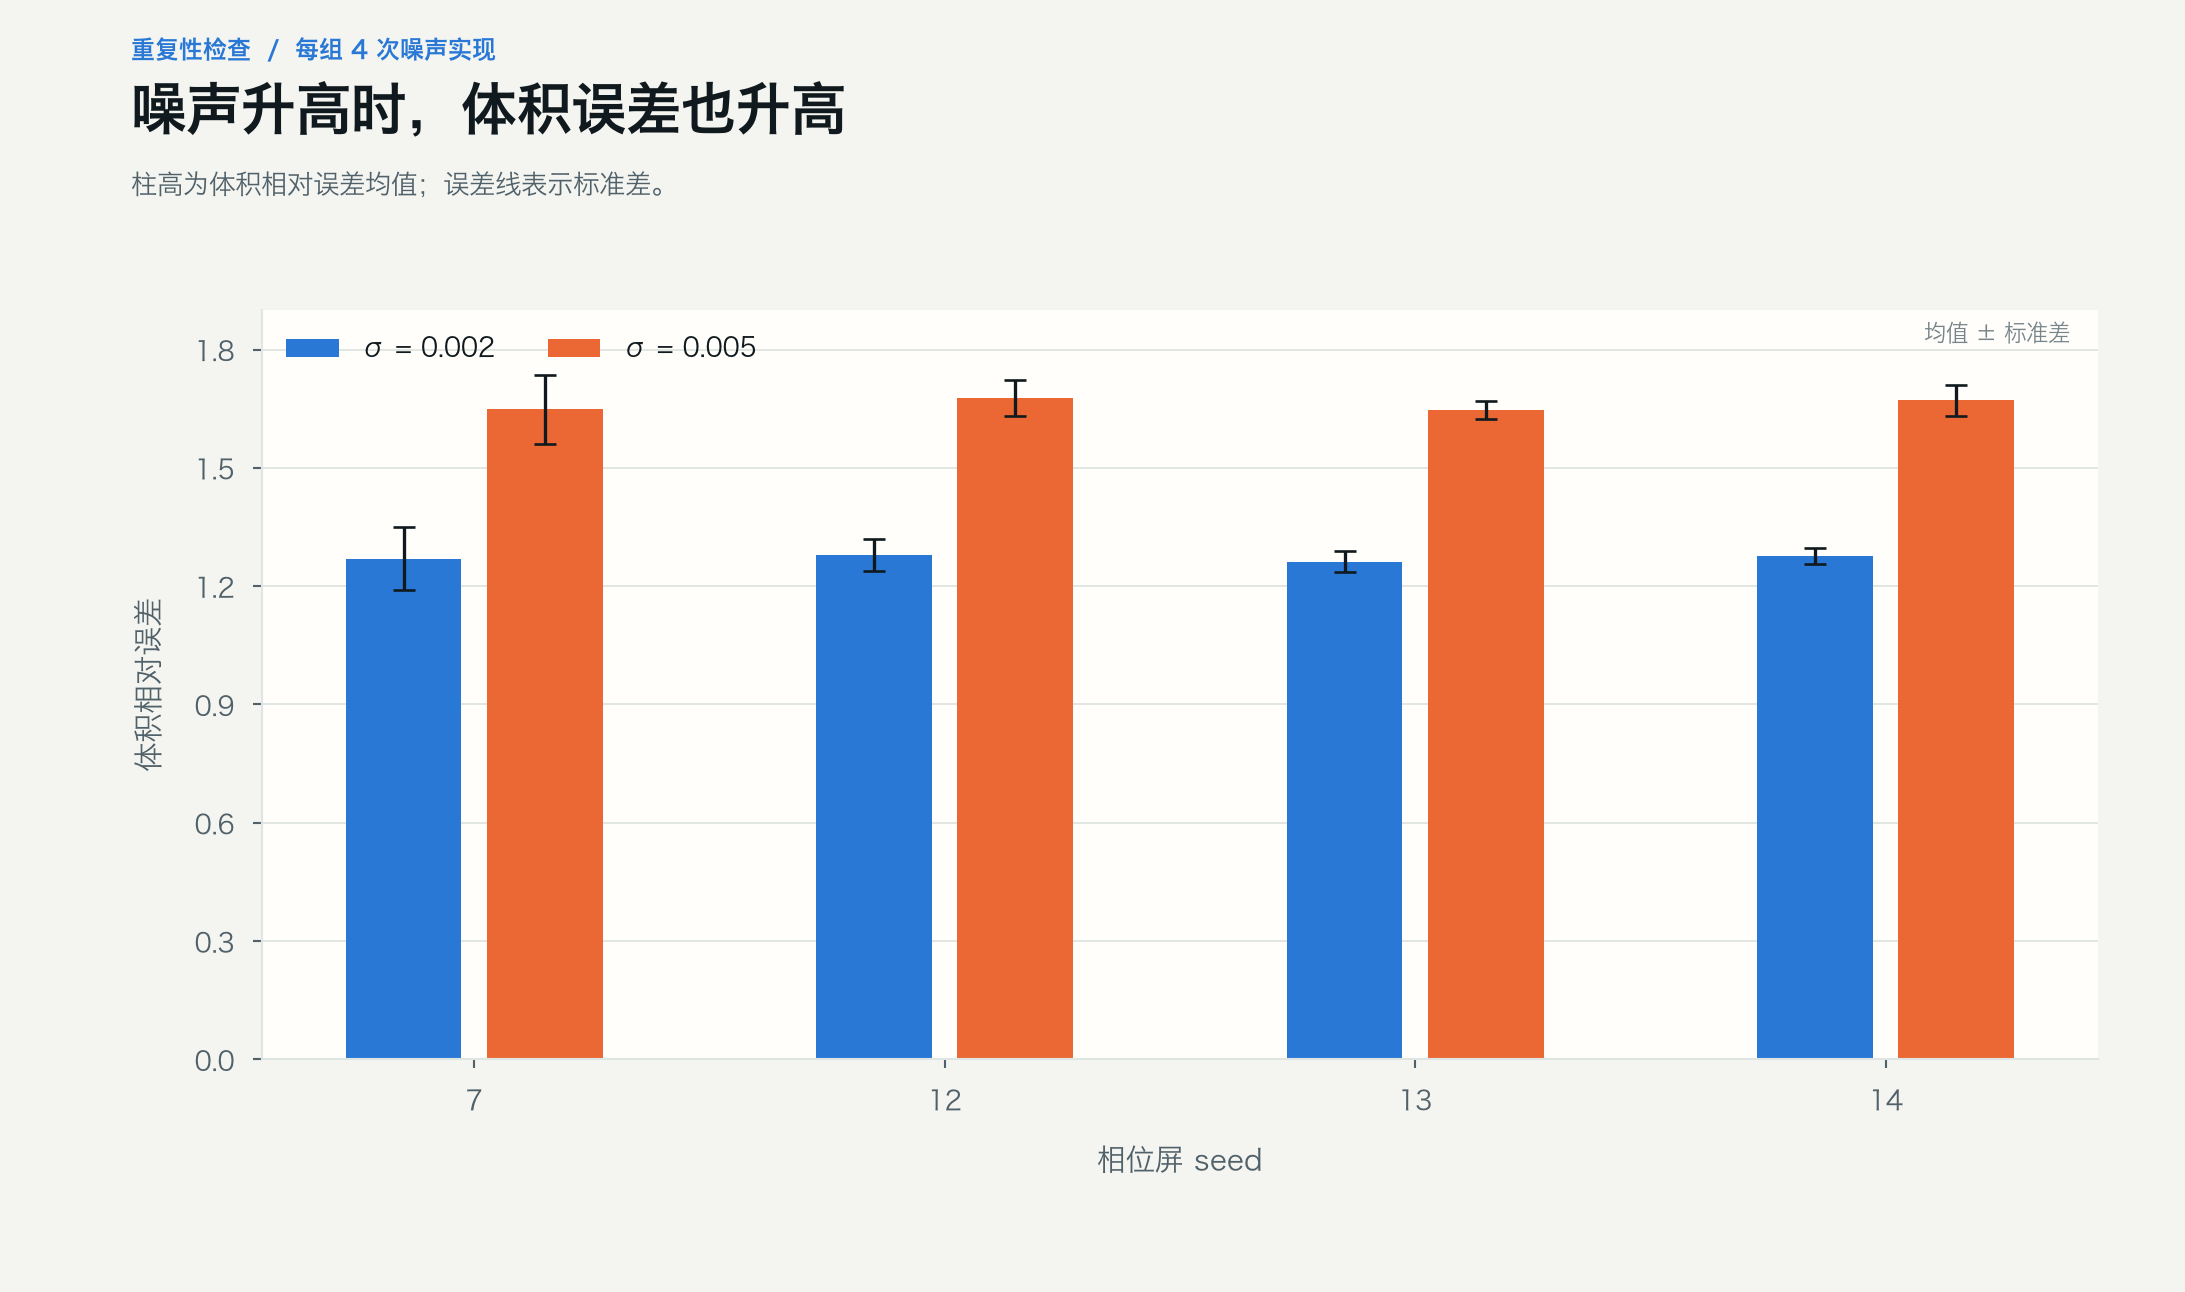 重复性检查 / 每组 4 次噪声实现
噪声升高时，体积误差也升高
柱高为体积相对误差均值；误差线表示标准差。
σ = 0.002
σ = 0.005
均值 ± 标准差
1.8
1.5
1.2
0.9
0.6
0.3
0.0
体积相对误差
7
12
13
14
相位屏 seed